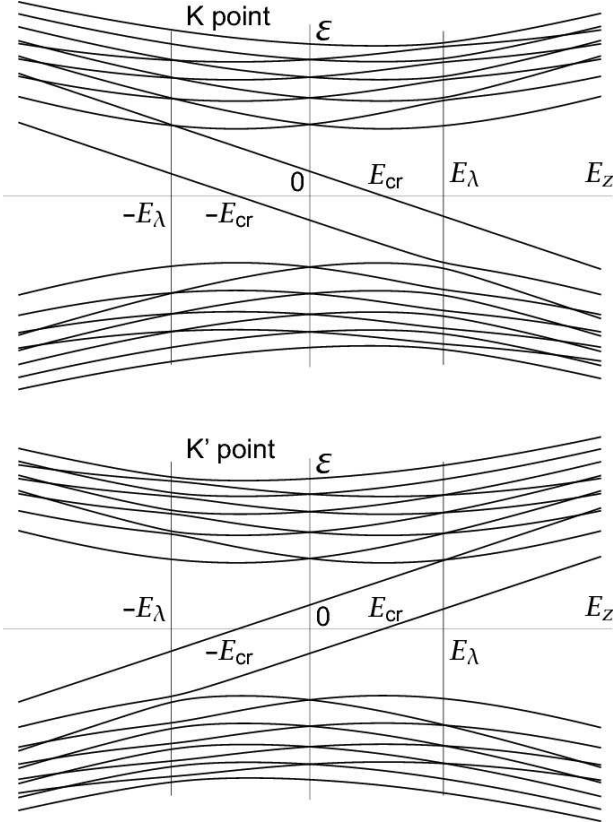 K point
ε
0
E_cr
E_λ
E_z
–E_λ
–E_cr
K' point
ε
–E_λ
0
E_cr
E_z
–E_cr
E_λ